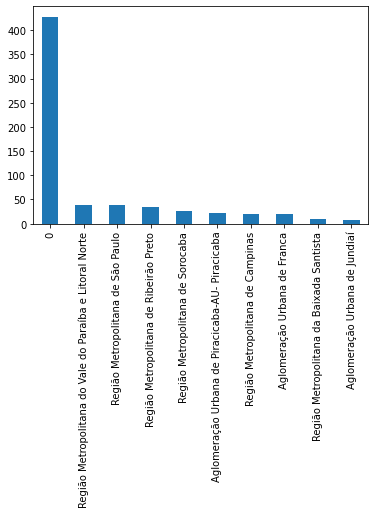 400
350
300
250
200
150
100
50
0
0
Região Metropolitana do Vale do Paraíba e Litoral Norte
Região Metropolitana de São Paulo
Região Metropolitana de Ribeirão Preto
Região Metropolitana de Sorocaba
Aglomeração Urbana de Piracicaba-AU- Piracicaba
Região Metropolitana de Campinas
Aglomeração Urbana de Franca
Região Metropolitana da Baixada Santista
Aglomeração Urbana de Jundiaí